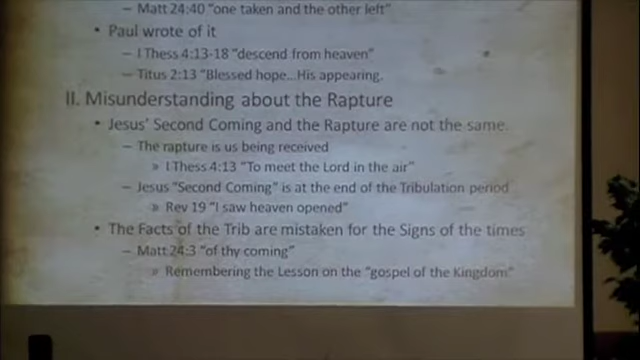 – Matt 24:40 "one taken and the other left"
• Paul wrote of it
– I Thess 4:13-18 "descend from heaven"
– Titus 2:13 "Blessed hope...His appearing.
II. Misunderstanding about the Rapture
• Jesus' Second Coming and the Rapture are not the same.
– The rapture is us being received
» I Thess 4:13 "To meet the Lord in the air"
– Jesus "Second Coming" is at the end of the Tribulation period
» Rev 19 "I saw heaven opened"
• The Facts of the Trib are mistaken for the Signs of the times
– Matt 24:3 "of thy coming"
» Remembering the Lesson on the "gospel of the Kingdom"